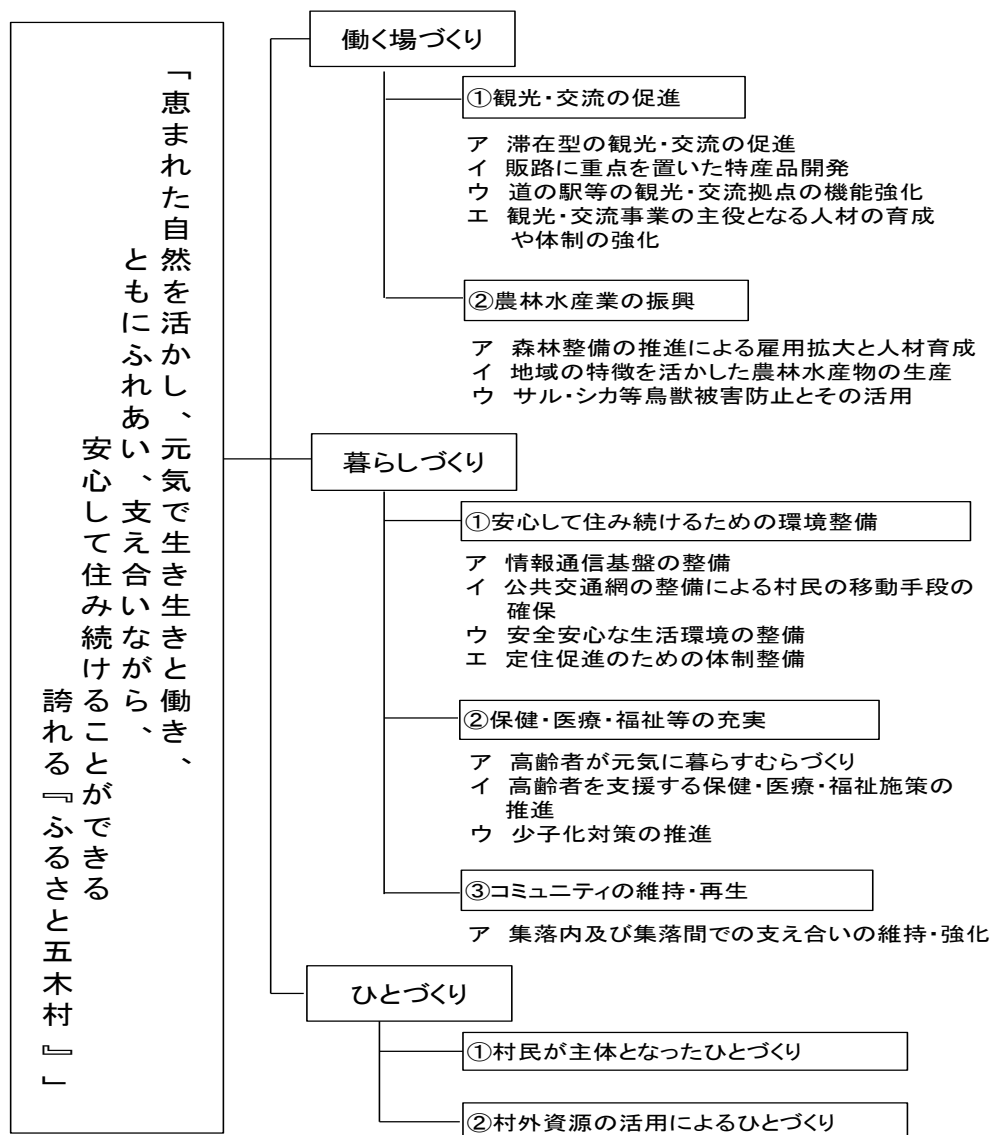 「恵まれた自然を活かし、元気で生き生きと働き、
ともにふれあい、支え合いながら、
安心して住み続けることができる
誇れる『ふるさと五木村』」
働く場づくり
①観光・交流の促進
ア 滞在型の観光・交流の促進
イ 販路に重点を置いた特産品開発
ウ 道の駅等の観光・交流拠点の機能強化
エ 観光・交流事業の主役となる人材の育成
や体制の強化
②農林水産業の振興
ア 森林整備の推進による雇用拡大と人材育成
イ 地域の特徴を活かした農林水産物の生産
ウ サル・シカ等鳥獣被害防止とその活用
暮らしづくり
①安心して住み続けるための環境整備
ア 情報通信基盤の整備
イ 公共交通網の整備による村民の移動手段の
確保
ウ 安全安心な生活環境の整備
エ 定住促進のための体制整備
②保健・医療・福祉等の充実
ア 高齢者が元気に暮らすむらづくり
イ 高齢者を支援する保健・医療・福祉施策の
推進
ウ 少子化対策の推進
③コミュニティの維持・再生
ア 集落内及び集落間での支え合いの維持・強化
ひとづくり
①村民が主体となったひとづくり
②村外資源の活用によるひとづくり